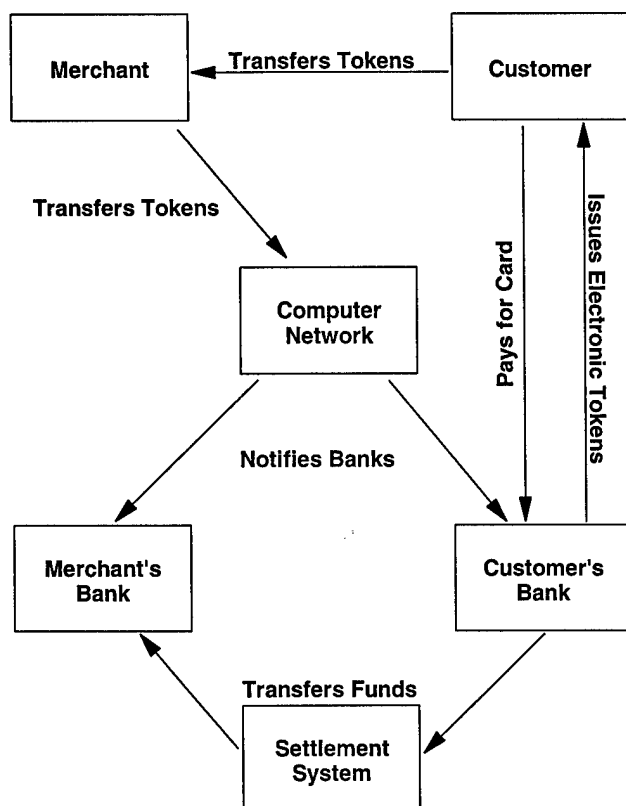 Merchant
Transfers Tokens
Customer
Transfers Tokens
Computer
Network
Pays for Card
Issues Electronic Tokens
Notifies Banks
Merchant's
Bank
Customer's
Bank
Transfers Funds
Settlement
System